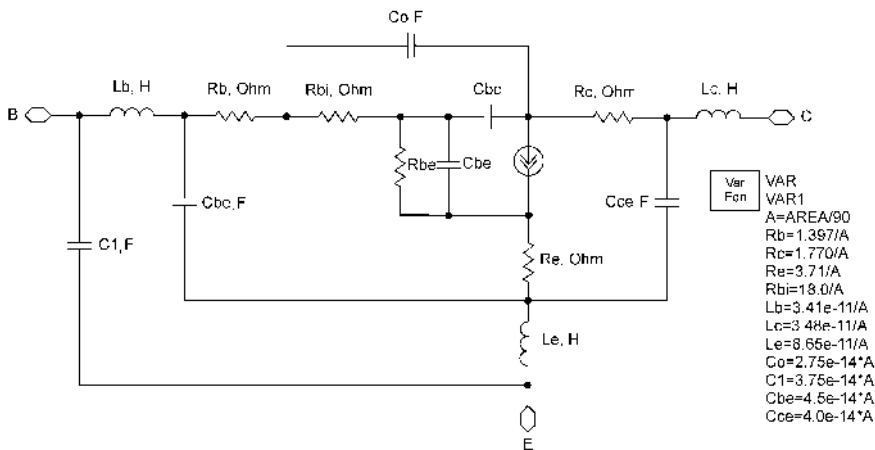 Co F
Lb, H
Rb, Ohm
Rbi, Ohm
Cbc
Rc, Ohm
Lc, H
B
C
Rbe
Cbe
Cbc, F
Cce F
C1, F
Re, Ohm
Le, H
E
Var
VAR
VAR1
A=AREA/90
Rb=1.397/A
Rc=1.770/A
Re=3.71/A
Rbi=18.0/A
Lb=3.41e-11/A
Lc=3.48e-11/A
Le=8.65e-11/A
Co=2.75e-14*A
C1=3.75e-14*A
Cbe=4.5e-14*A
Cce=4.0e-14*A